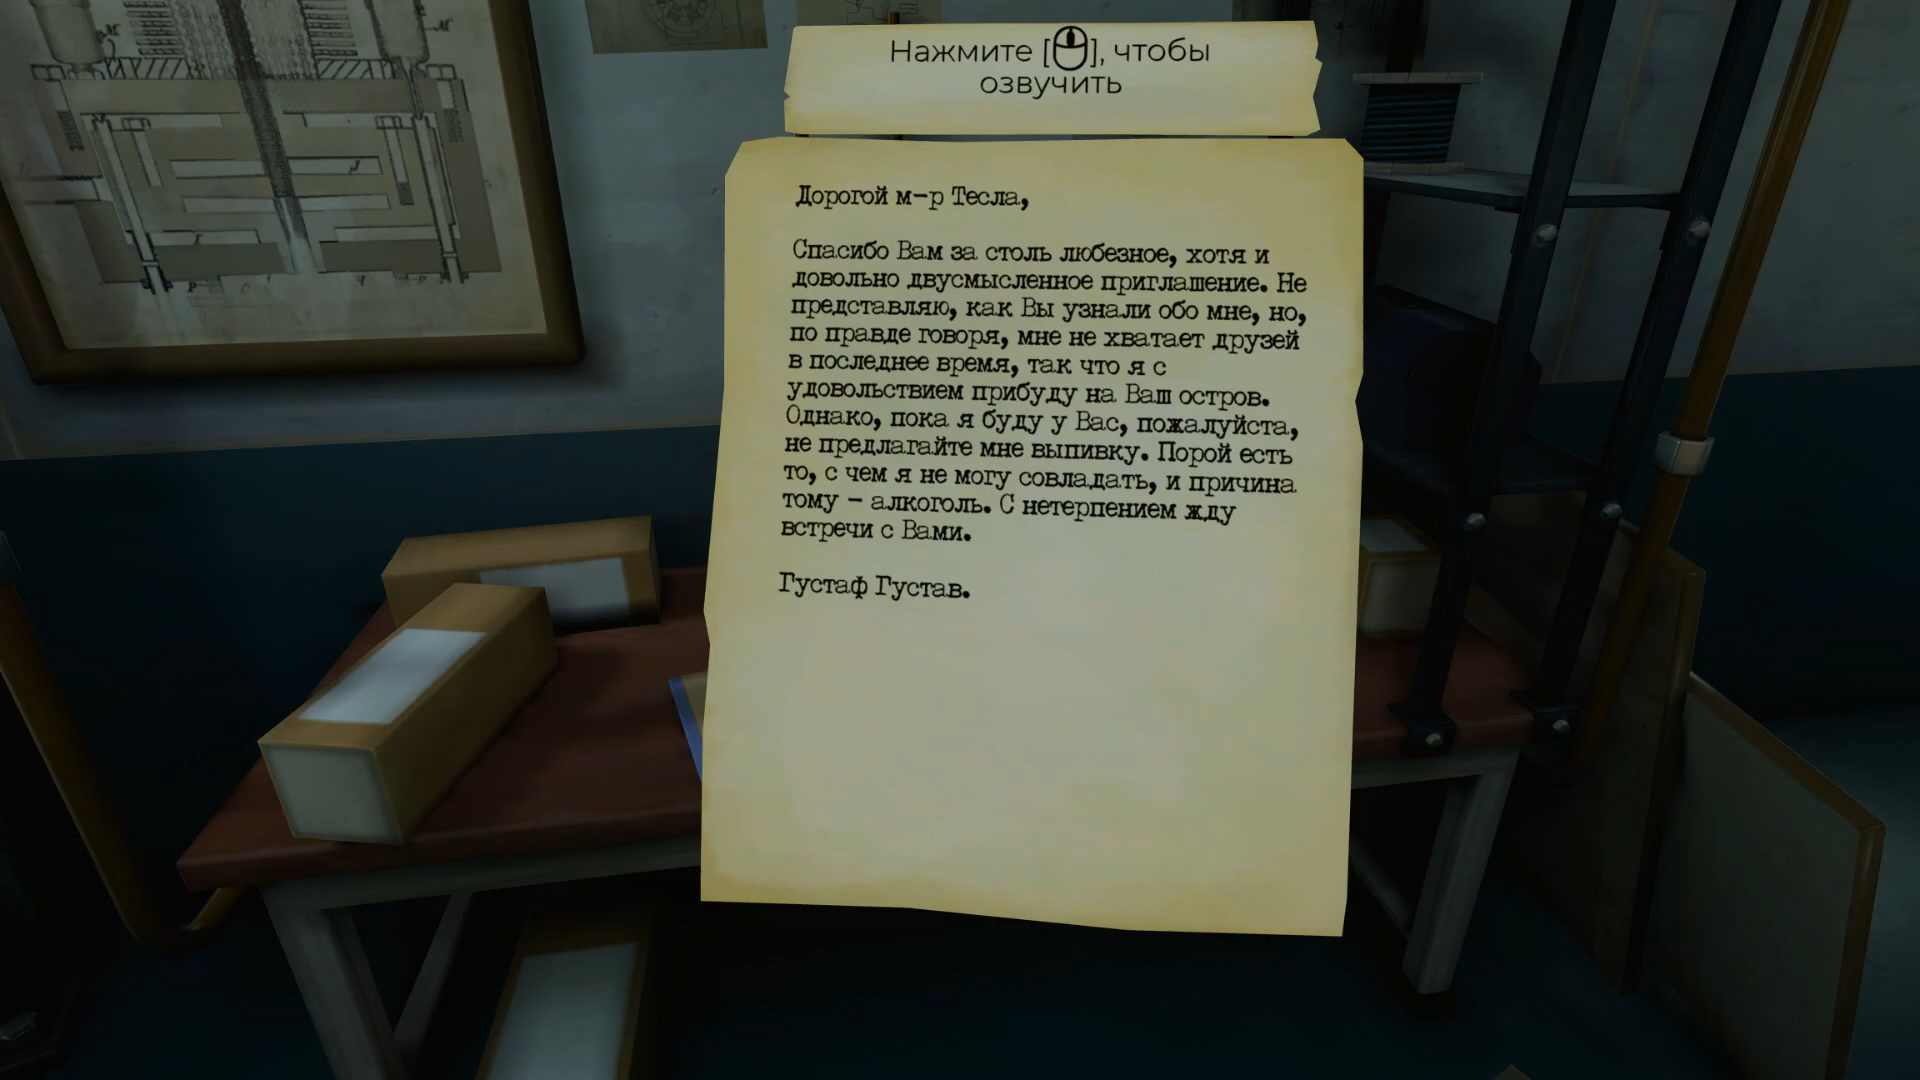 Нажмите [], чтобы
озвучить
Дорогой м-р Тесла,
Спасибо Вам за столь любезное, хотя и
довольно двусмысленное приглашение. Не
представляю, как Вы узнали обо мне, но,
по правде говоря, мне не хватает друзей
в последнее время, так что я с
удовольствием прибуду на Ваш остров.
Однако, пока я буду у Вас, пожалуйста,
не предлагайте мне выпивку. Порой есть
то, с чем я не могу совладать, и причина
тому – алкоголь. С нетерпением жду
встречи с Вами.
Густаф Густав.